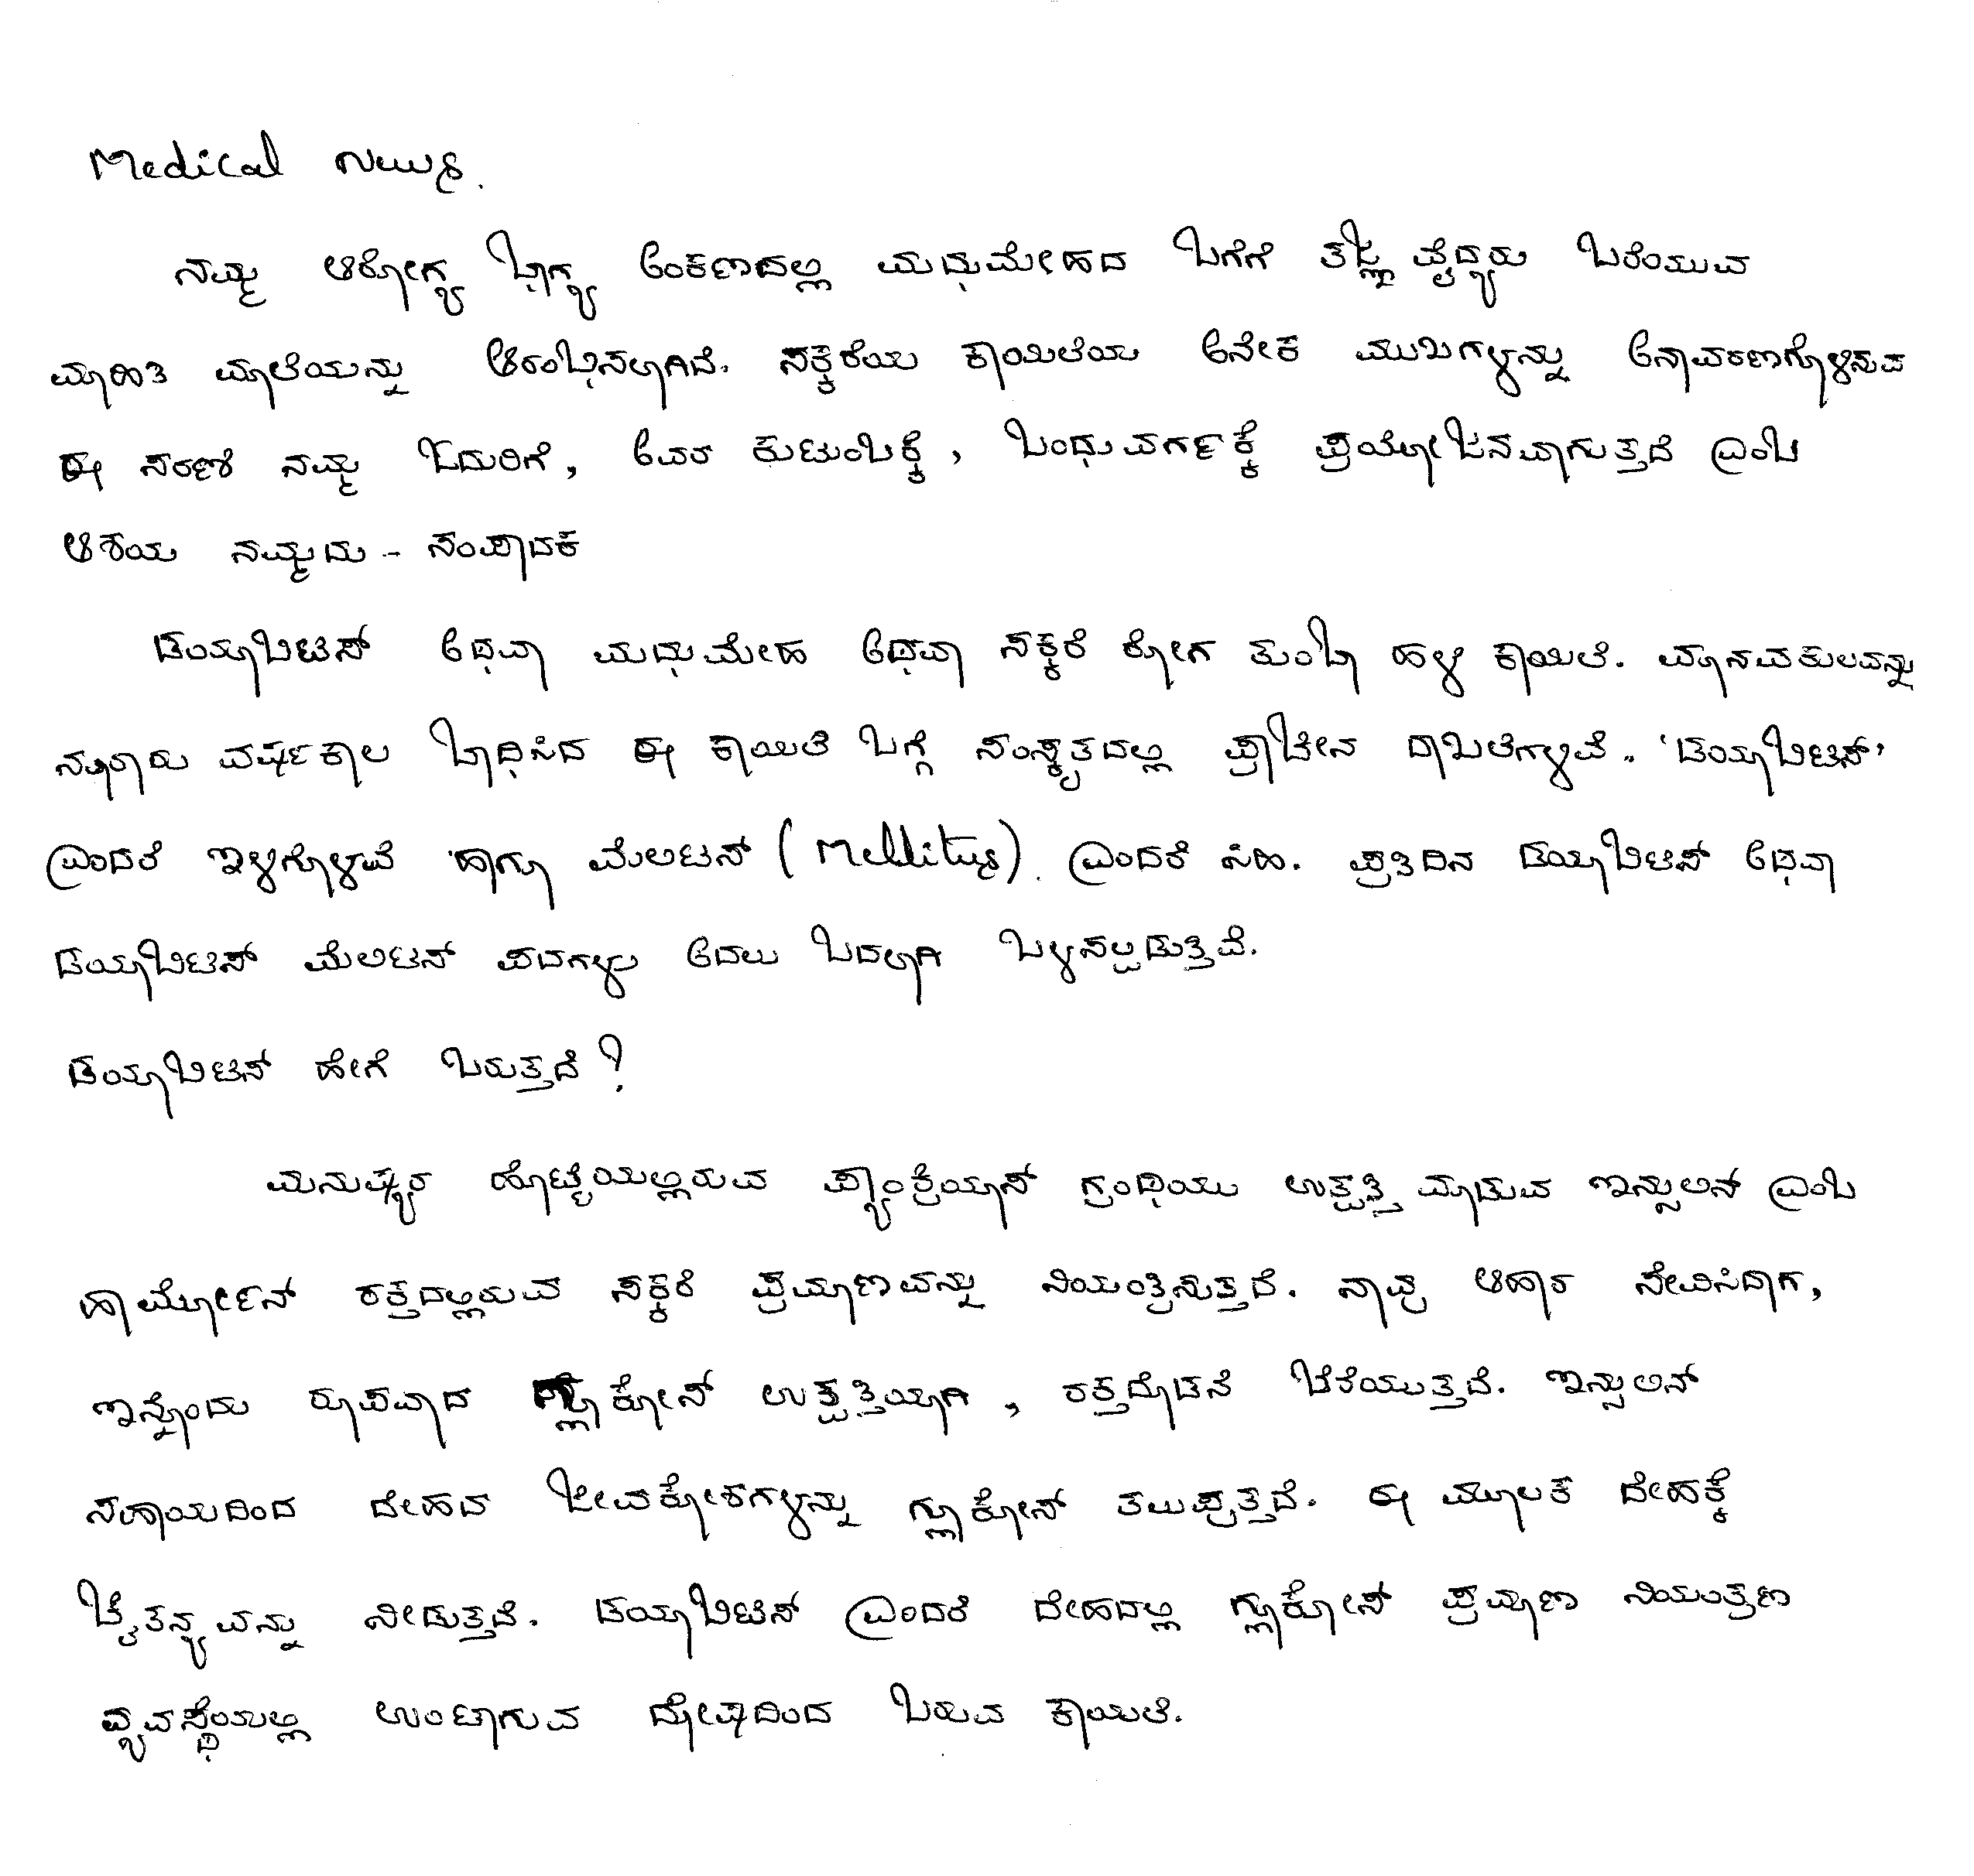 Medical news.
ನಮ್ಮ ಆರೋಗ್ಯ ಭಾಗ್ಯ ಅಂಕಣದಲ್ಲಿ ಮಧುಮೇಹದ ಬಗೆಗೆ ತಜ್ಞ ವೈದ್ಯರು ಬರೆಯುವ
ಮಾಹಿತಿ ಮಾಲೆಯನ್ನು ಆರಂಭಿಸಲಾಗಿದೆ. ಸಕ್ಕರೆಯ ಕಾಯಿಲೆಯ ಅನೇಕ ಮುಖಗಳನ್ನು ಅನಾವರಣಗೊಳಿಸುವ
ಈ ಸರಣಿ ನಮ್ಮ ಓದುಗರಿಗೆ, ಅವರ ಕುಟುಂಬಕ್ಕೆ, ಬಂಧುವರ್ಗಕ್ಕೆ ಪ್ರಯೋಜನವಾಗುತ್ತದೆ ಎಂಬ
ಆಶಯ ನಮ್ಮದು - ಸಂಪಾದಕ
ಡಯಾಬಿಟಿಸ್ ಅಥವಾ ಮಧುಮೇಹ ಅಥವಾ ಸಕ್ಕರೆ ರೋಗ ತುಂಬಾ ಹಳೆ ಕಾಯಿಲೆ. ಮಾನವಕುಲವನ್ನು
ನೂರಾರು ವರ್ಷಕಾಲ ಬಾಧಿಸಿದ ಈ ಕಾಯಿಲೆ ಬಗ್ಗೆ ಸಂಸ್ಕೃತದಲ್ಲಿ ಪ್ರಾಚೀನ ದಾಖಲೆಗಳಿವೆ. 'ಡಯಾಬಿಟಿಸ್'
ಎಂದರೆ ಇಳಿಗೊಳವೆ ಹಾಗೂ ಮೆಲಿಟಸ್ (Mellitus). ಎಂದರೆ ಸಿಹಿ. ಪ್ರತಿದಿನ ಡಯಾಬಿಟಿಸ್ ಅಥವಾ
ಡಯಾಬಿಟಿಸ್ ಮೆಲಿಟಸ್ ಪದಗಳು ಅದಲು ಬದಲಾಗಿ ಬಳಸಲ್ಪಡುತ್ತಿವೆ.
ಡಯಾಬಿಟಿಸ್ ಹೇಗೆ ಬರುತ್ತದೆ?
ಮನುಷ್ಯರ ಹೊಟ್ಟೆಯಲ್ಲಿರುವ ಪ್ಯಾಂಕ್ರಿಯಾಸ್ ಗ್ರಂಥಿಯು ಉತ್ಪತ್ತಿ ಮಾಡುವ ಇನ್ಸುಲಿನ್ ಎಂಬ
ಹಾರ್ಮೋನ್ ರಕ್ತದಲ್ಲಿರುವ ಸಕ್ಕರೆ ಪ್ರಮಾಣವನ್ನು ನಿಯಂತ್ರಿಸುತ್ತದೆ. ನಾವು ಆಹಾರ ಸೇವಿಸಿದಾಗ,
ಇನ್ನೊಂದು ರೂಪವಾದ ಗ್ಲೂಕೋಸ್ ಉತ್ಪತ್ತಿಯಾಗಿ, ರಕ್ತದೊಡನೆ ಬೆರೆಯುತ್ತದೆ. ಇನ್ಸುಲಿನ್
ಸಹಾಯದಿಂದ ದೇಹದ ಜೀವಕೋಶಗಳನ್ನು ಗ್ಲೂಕೋಸ್ ತಲುಪುತ್ತದೆ. ಈ ಮೂಲಕ ದೇಹಕ್ಕೆ
ಚೈತನ್ಯವನ್ನು ನೀಡುತ್ತದೆ. ಡಯಾಬಿಟಿಸ್ ಎಂದರೆ ದೇಹದಲ್ಲಿ ಗ್ಲೂಕೋಸ್ ಪ್ರಮಾಣ ನಿಯಂತ್ರಣ
ವ್ಯವಸ್ಥೆಯಲ್ಲಿ ಉಂಟಾಗುವ ದೋಷದಿಂದ ಬರುವ ಕಾಯಿಲೆ.